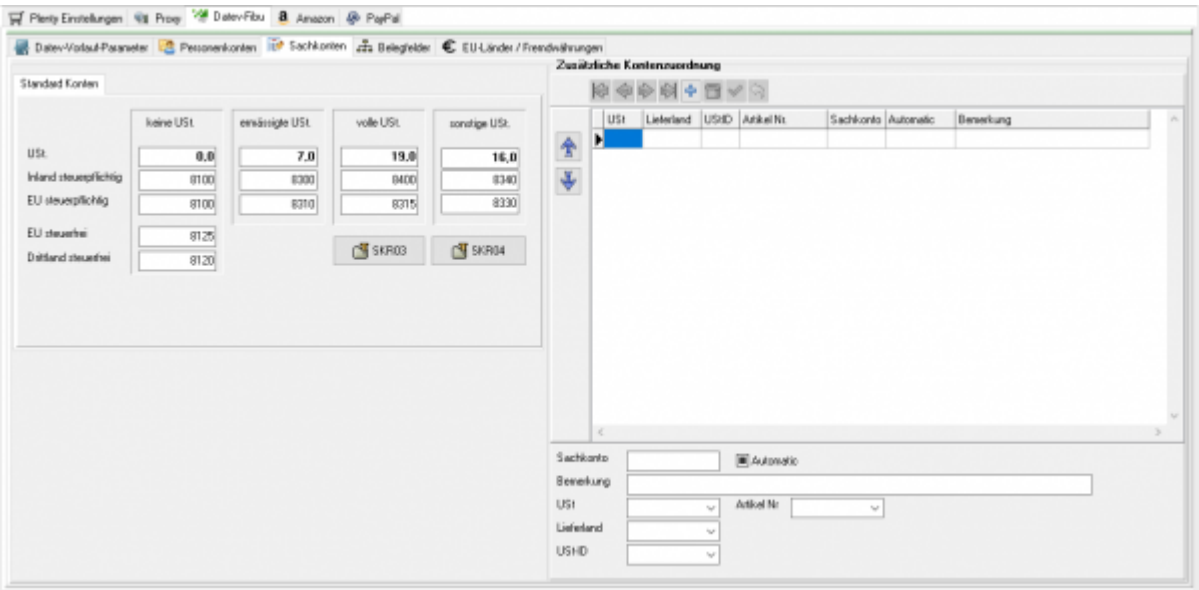 Plenty Einstellungen Proxy Datev-Fibu Amazon PayPal
Datev-Vorlauf-Parameter Personenkonten Sachkonten Belegfelder EU-Länder / Fremdwährungen
Standard Konten
keine USt. ermässigte USt. volle USt. sonstige USt.
USt. 0,0 7,0 19,0 16,0
Inland steuerpflichtig 8100 8300 8400 8340
EU steuerpflichtig 8100 8310 8315 8330
EU steuerfrei 8125
Drittland steuerfrei 8120
SKR03 SKR04
Zusätzliche Kontenzuordnung
USt Lieferland UStID Artikel Nr. Sachkonto Automatic Bemerkung
Sachkonto Automatic
Bemerkung
USt Artikel Nr
Lieferland
UStID